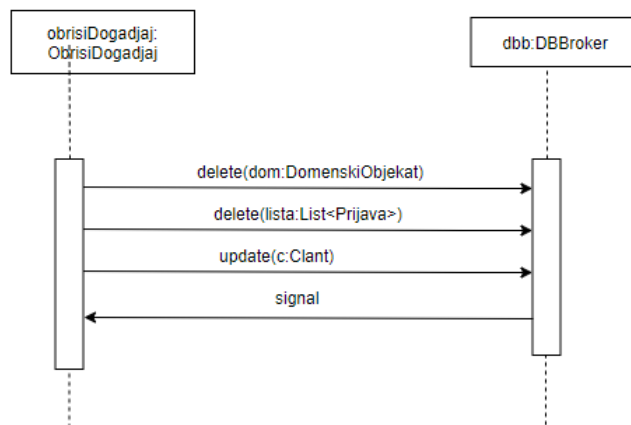 obrisiDogadjaj:
ObrisiDogadjaj
dbb:DBBroker
delete(dom:DomenskiObjekat)
delete(lista:List<Prijava>)
update(c:Clant)
signal